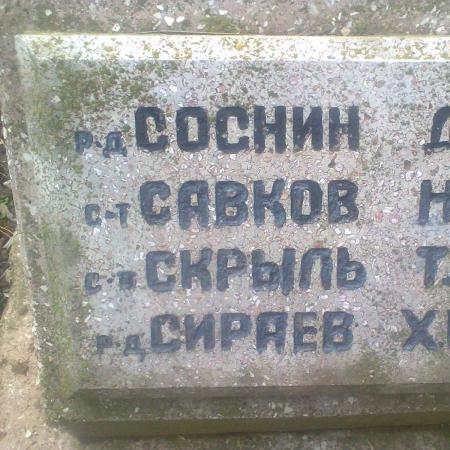 Р-Д СОСНИН Д
С-Т САВКОВ Н
С-Т СКРЫЛЬ Т.
Р-Д СИРАЕВ Х.